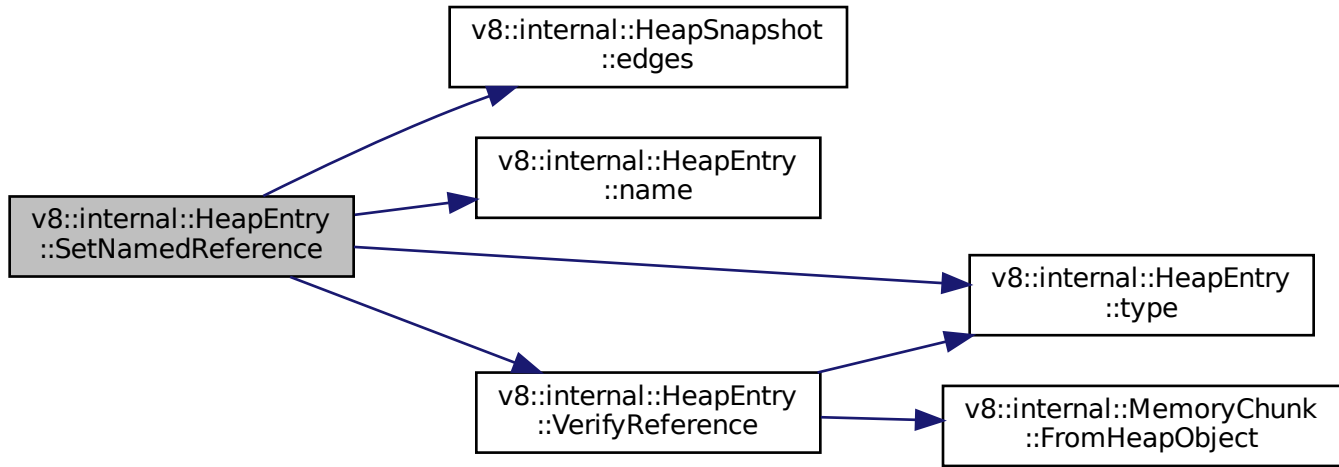 v8::internal::HeapSnapshot
::edges
v8::internal::HeapEntry
::name
v8::internal::HeapEntry
::SetNamedReference
v8::internal::HeapEntry
::type
v8::internal::HeapEntry
::VerifyReference
v8::internal::MemoryChunk
::FromHeapObject